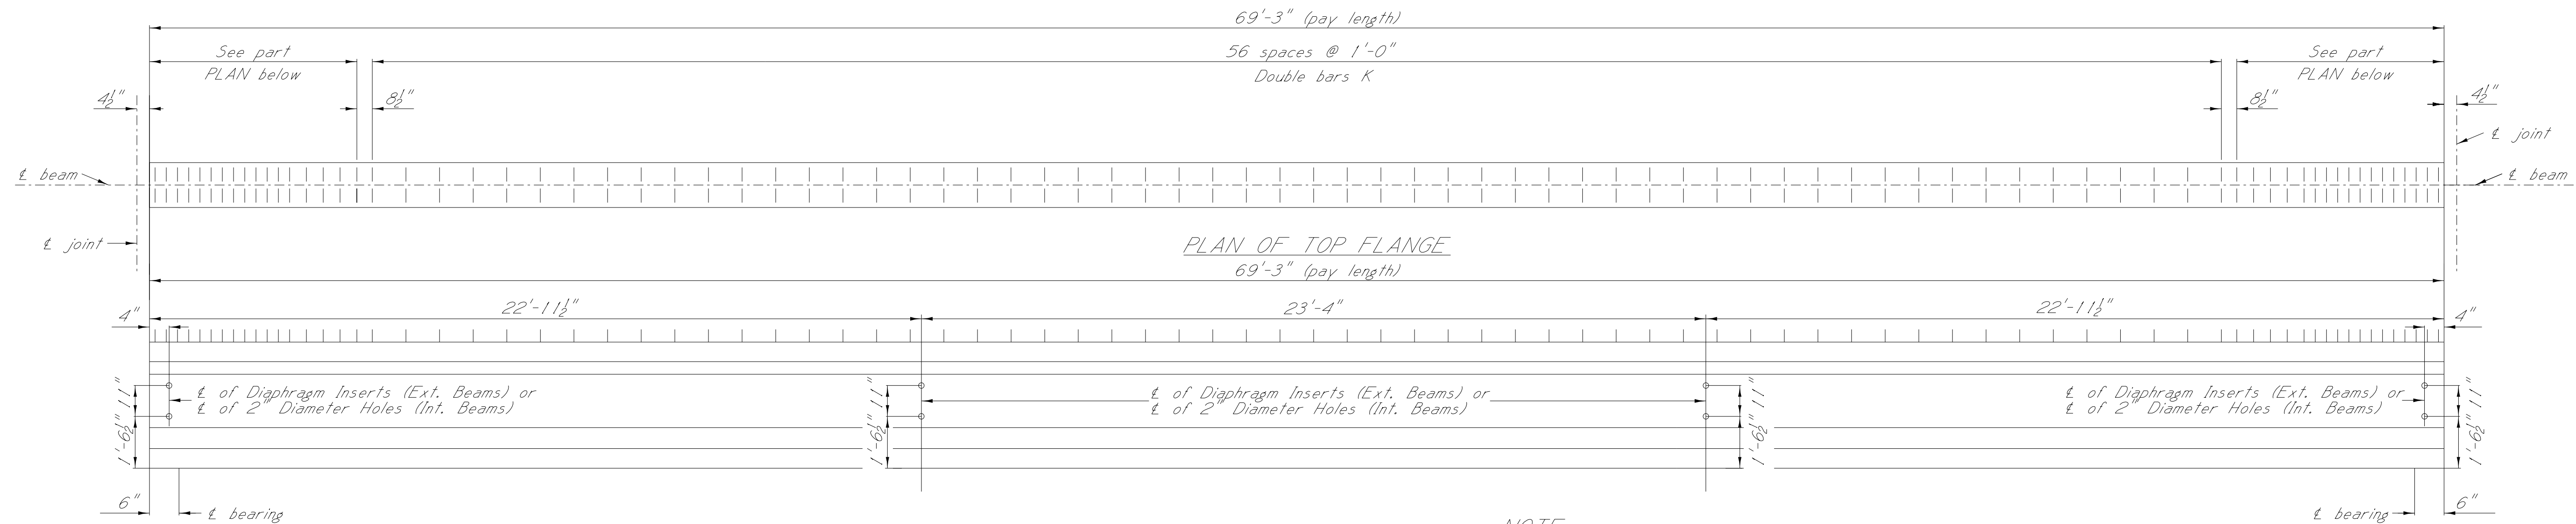 69'-3" (pay length)
See part
PLAN below
56 spaces @ 1'-0"
Double bars K
See part
PLAN below
4½"
8½"
8½"
4½"
℄ joint
℄ beam
℄ beam
℄ joint
PLAN OF TOP FLANGE
69'-3" (pay length)
22'-11½"
23'-4"
22'-11½"
4"
4"
11"
℄ of Diaphragm Inserts (Ext. Beams) or
℄ of 2" Diameter Holes (Int. Beams)
11"
℄ of Diaphragm Inserts (Ext. Beams) or
℄ of 2" Diameter Holes (Int. Beams)
11"
℄ of Diaphragm Inserts (Ext. Beams) or
℄ of 2" Diameter Holes (Int. Beams)
11"
1'-6½"
1'-6½"
1'-6½"
1'-6½"
6"
℄ bearing
℄ bearing
6"
NOTE